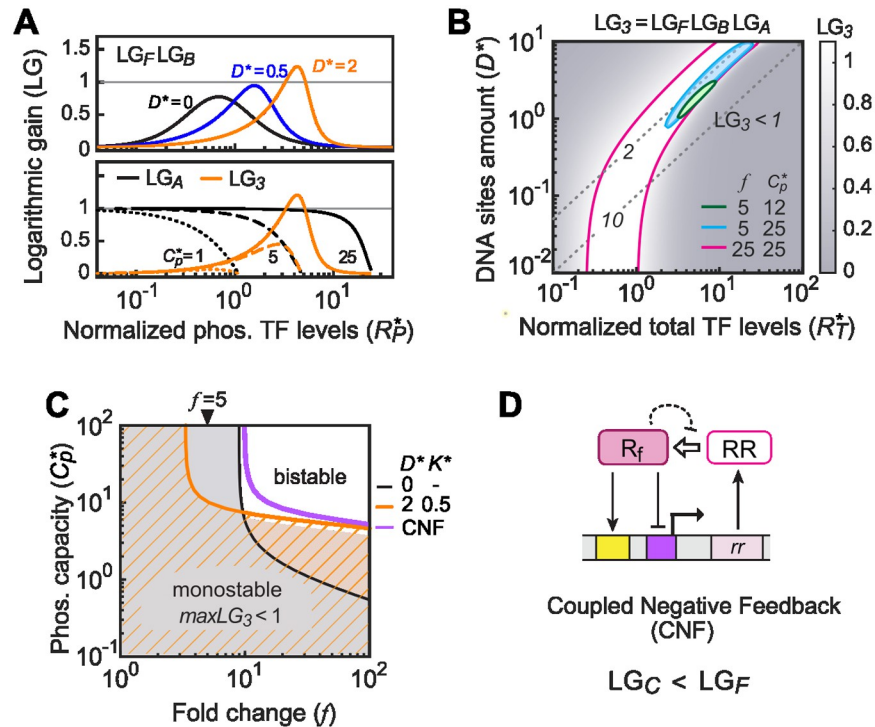 A
LG_F LG_B
D*=0
D*=0.5
D*=2
1.5
1
0.5
0
LG_A
LG_3
C_p^*=1
5
25
1
0.5
0
Logarithmic gain (LG)
10^-1
10^0
10^1
Normalized phos. TF levels (R_P^*)
B
LG_3 = LG_F LG_B LG_A
LG_3
10^1
10^0
10^-1
10^-2
DNA sites amount (D*)
2
10
LG_3 < 1
f C_p^*
5 12
5 25
25 25
1
0.8
0.6
0.4
0.2
0
10^-1
10^0
10^1
10^2
Normalized total TF levels (R_T^*)
C
f=5
10^2
10^1
10^0
10^-1
Phos. capacity (C_p^*)
bistable
monostable
maxLG_3 < 1
D* K*
0 -
2 0.5
CNF
10^0
10^1
10^2
Fold change (f)
D
R_f
RR
rr
Coupled Negative Feedback
(CNF)
LG_C < LG_F